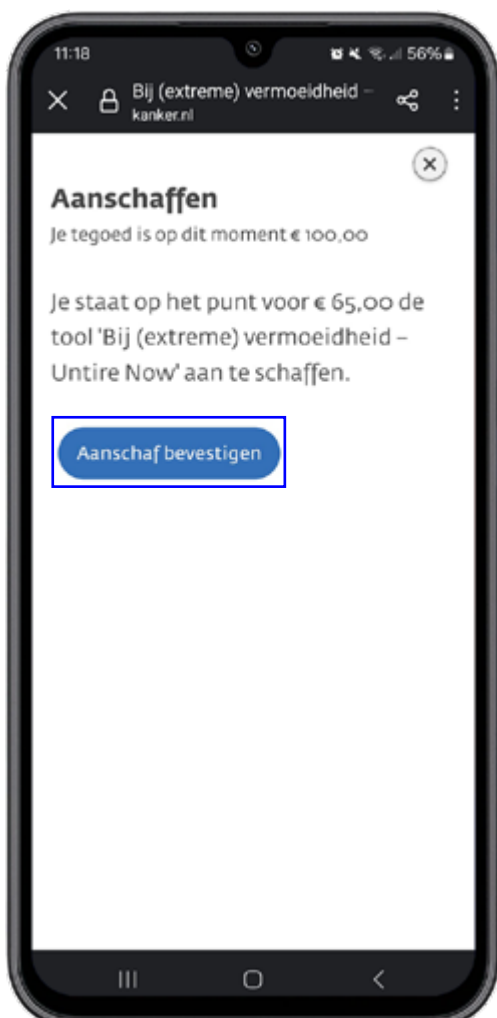 11:18
56%
Bij (extreme) vermoeidheid –
kanker.nl
Aanschaffen
Je tegoed is op dit moment € 100,00
Je staat op het punt voor € 65,00 de
tool 'Bij (extreme) vermoeidheid –
Untire Now' aan te schaffen.
Aanschaf bevestigen